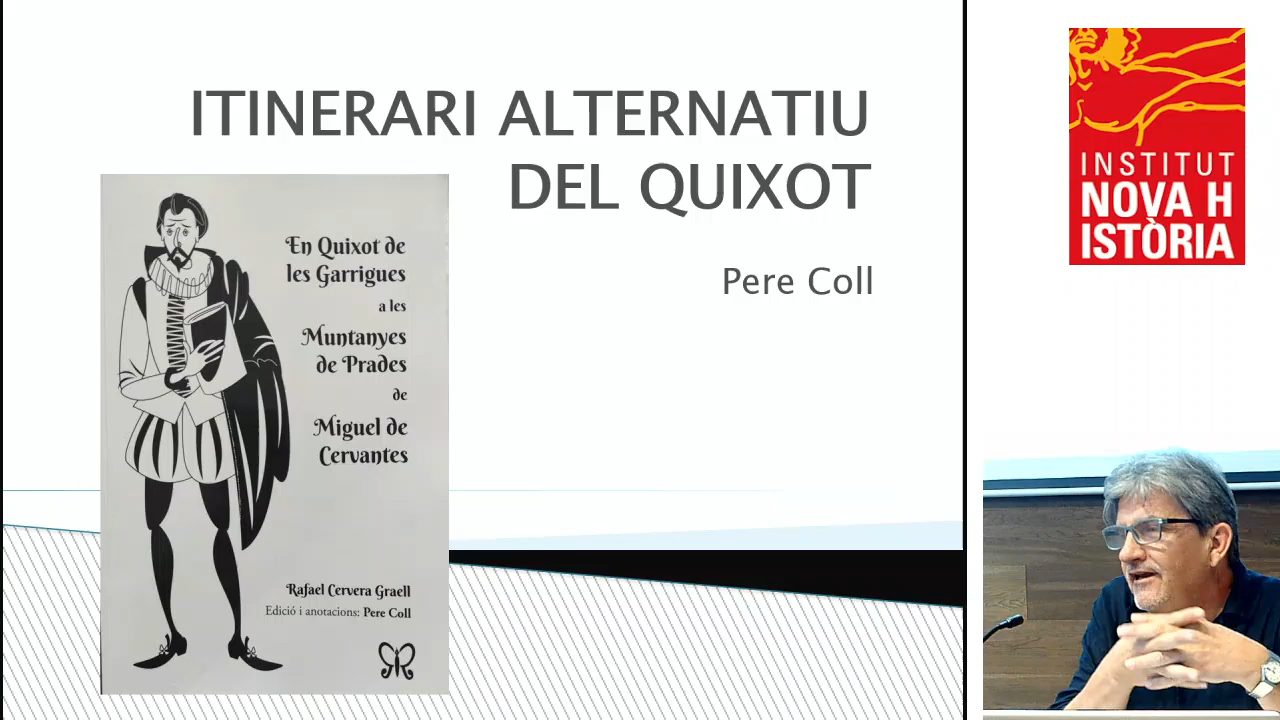 ITINERARI ALTERNATIU
DEL QUIXOT
Pere Coll
En Quixot de
les Garrigues
a les
Muntanyes
de Prades
de
Miguel de
Cervantes
Rafael Cervera Graell
Edició i anotacions: Pere Coll
INSTITUT
NOVA H
ISTÒRIA